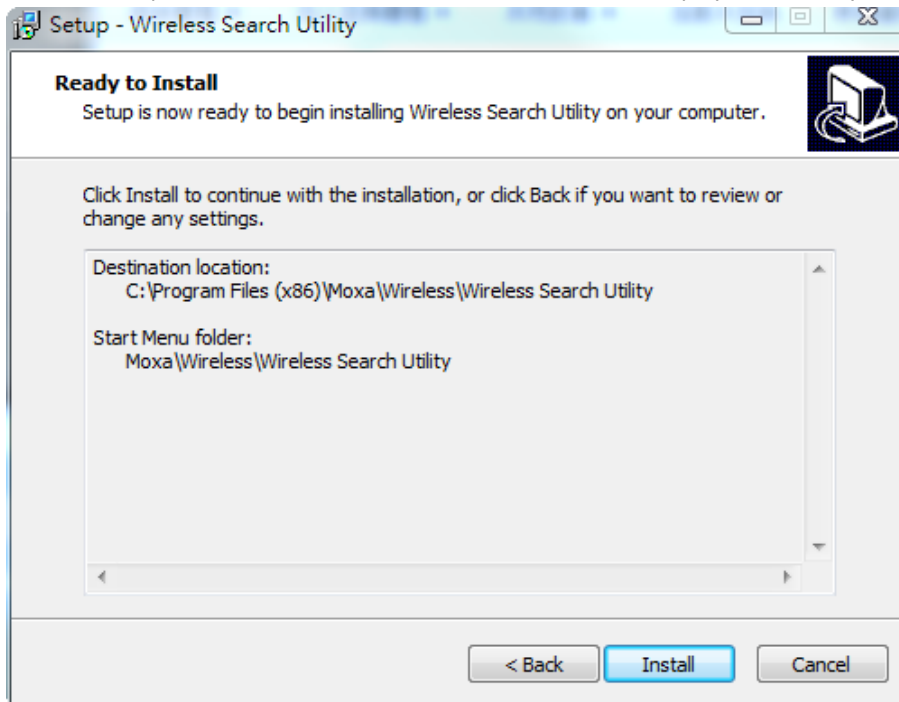 Setup - Wireless Search Utility
Ready to Install
Setup is now ready to begin installing Wireless Search Utility on your computer.
Click Install to continue with the installation, or click Back if you want to review or
change any settings.
Destination location:
C:\Program Files (x86)\Moxa\Wireless\Wireless Search Utility
Start Menu folder:
Moxa\Wireless\Wireless Search Utility
< Back
Install
Cancel